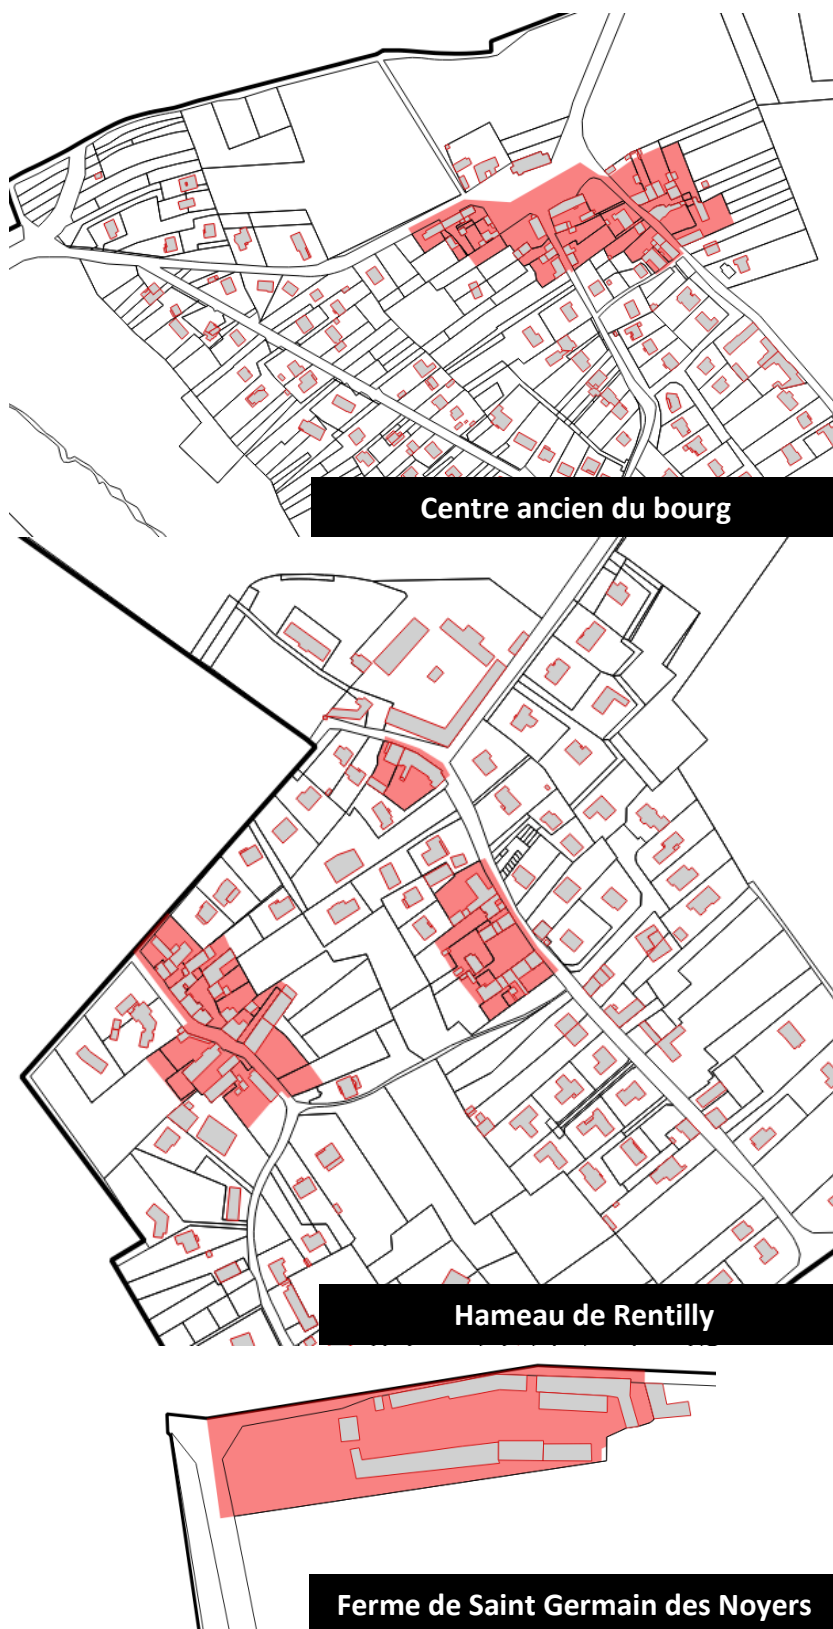 Centre ancien du bourg
Hameau de Rentilly
Ferme de Saint Germain des Noyers